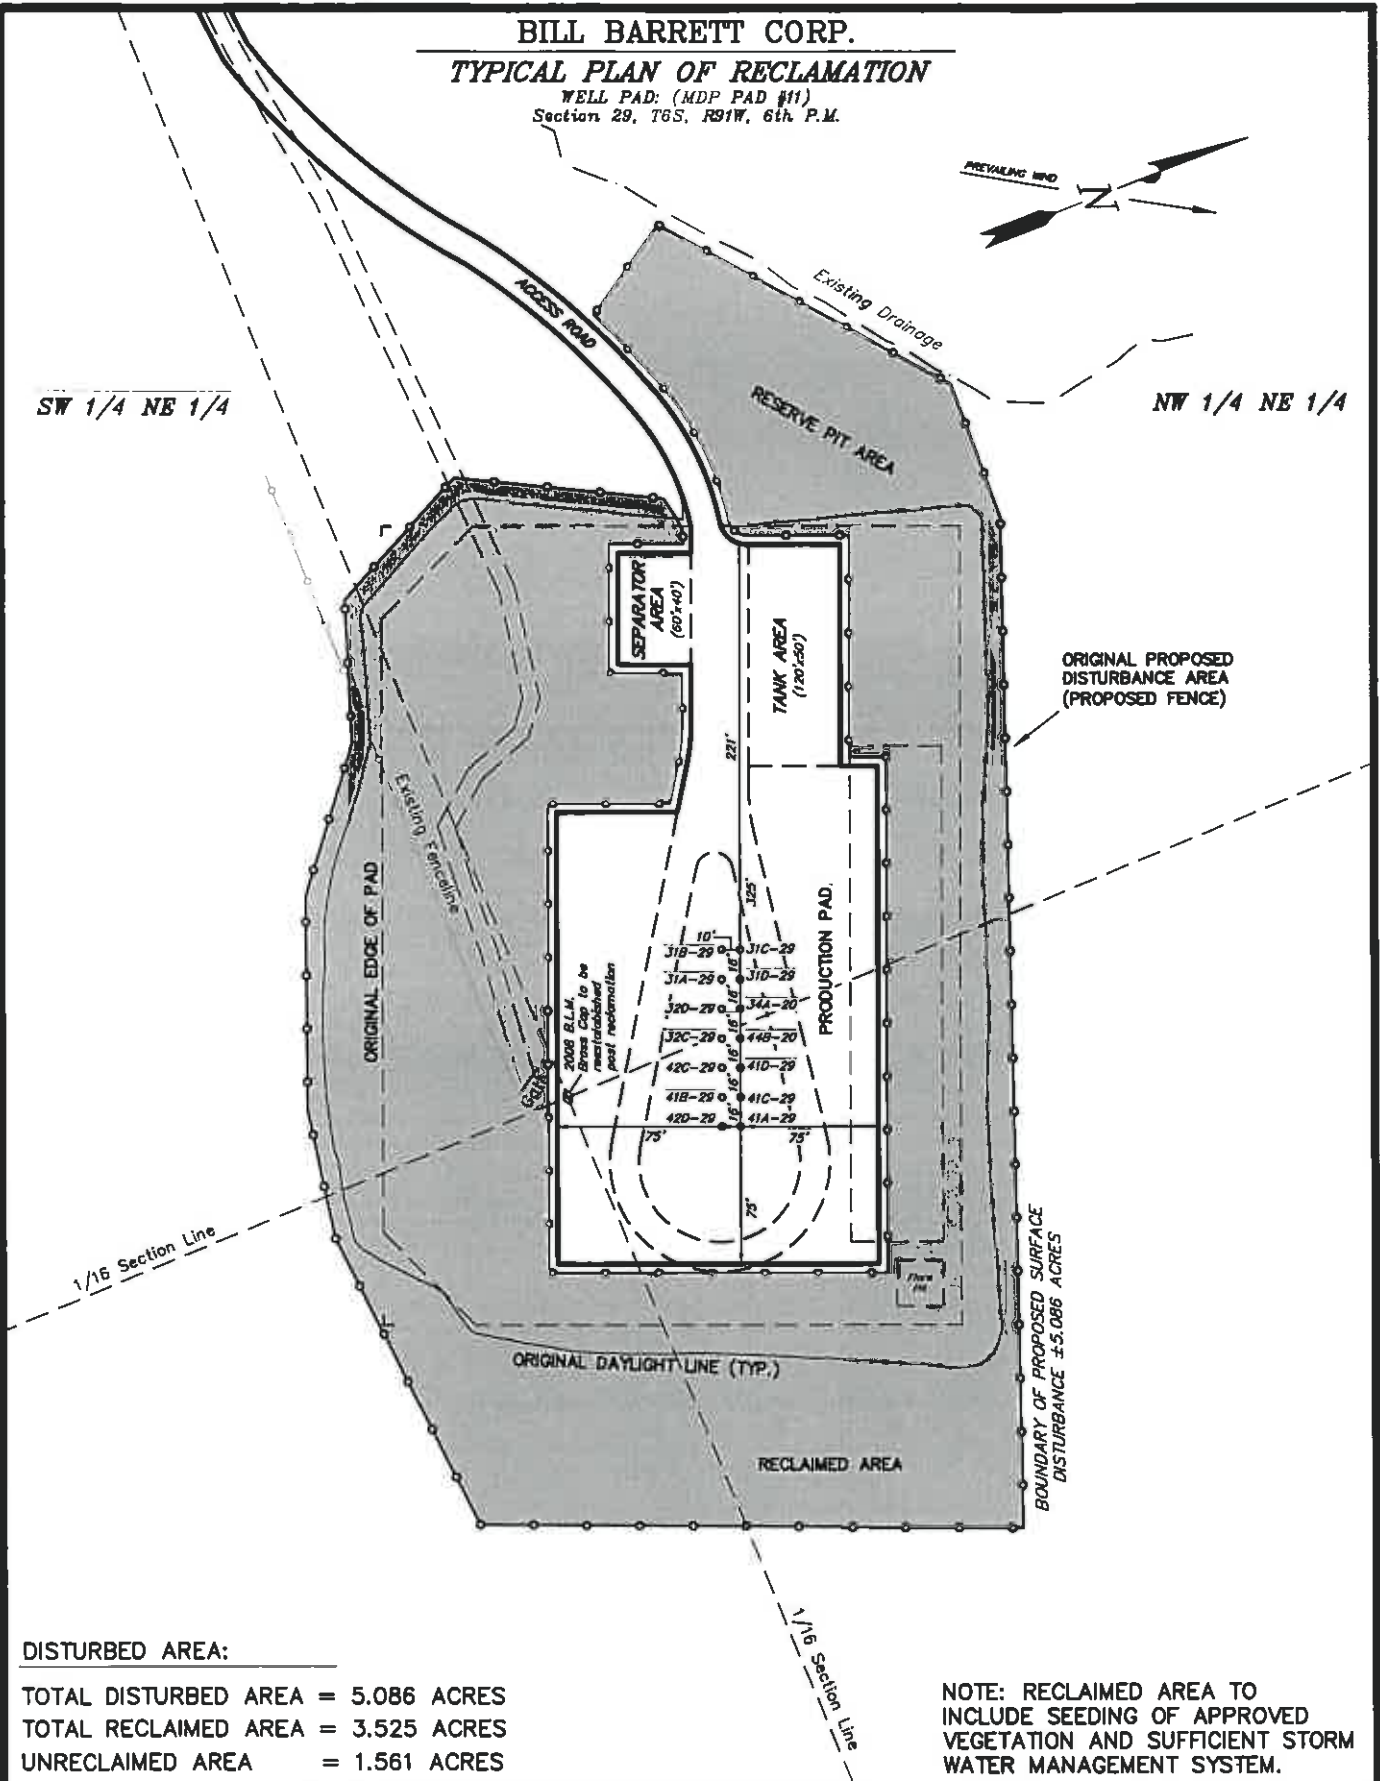 BILL BARRETT CORP.
TYPICAL PLAN OF RECLAMATION
WELL PAD: (MDP PAD #11)
Section 29, T6S, R91W, 6th P.M.
PREVAILING WIND
N
Existing Drainage
ACCESS ROAD
SW 1/4 NE 1/4
NW 1/4 NE 1/4
RESERVE PIT AREA
SEPARATOR
AREA
(60'x40')
TANK AREA
(120'x50')
ORIGINAL PROPOSED
DISTURBANCE AREA
(PROPOSED FENCE)
221'
Existing Fenceline
ORIGINAL EDGE OF PAD
325'
PRODUCTION PAD
10'
31B-29
31C-29
16'
31A-29
31D-29
16'
32D-29
34A-20
16'
32C-29
44B-20
16'
42C-29
41D-29
16'
41B-29
41C-29
16'
42D-29
41A-29
75'
75'
75'
2008 B.L.M.
Brass Cap to be
reestablished
post reclamation
1/16 Section Line
Flare
Pit
ORIGINAL DAYLIGHT LINE (TYP.)
BOUNDARY OF PROPOSED SURFACE
DISTURBANCE ±5.086 ACRES
RECLAIMED AREA
1/16 Section Line
DISTURBED AREA:
TOTAL DISTURBED AREA = 5.086 ACRES
TOTAL RECLAIMED AREA = 3.525 ACRES
UNRECLAIMED AREA = 1.561 ACRES
NOTE: RECLAIMED AREA TO
INCLUDE SEEDING OF APPROVED
VEGETATION AND SUFFICIENT STORM
WATER MANAGEMENT SYSTEM.